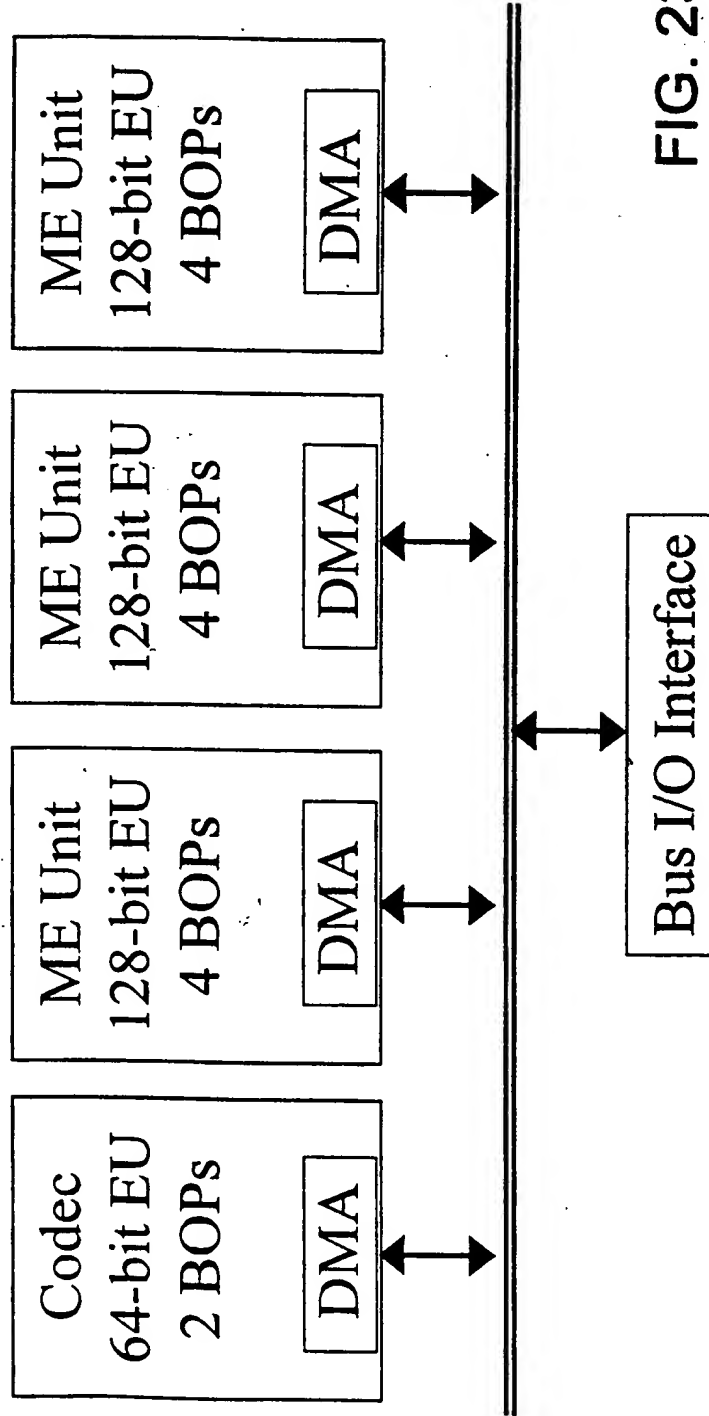 Codec
64-bit EU
2 BOPs
DMA
ME Unit
128-bit EU
4 BOPs
DMA
ME Unit
128-bit EU
4 BOPs
DMA
ME Unit
128-bit EU
4 BOPs
DMA
Bus I/O Interface
FIG.